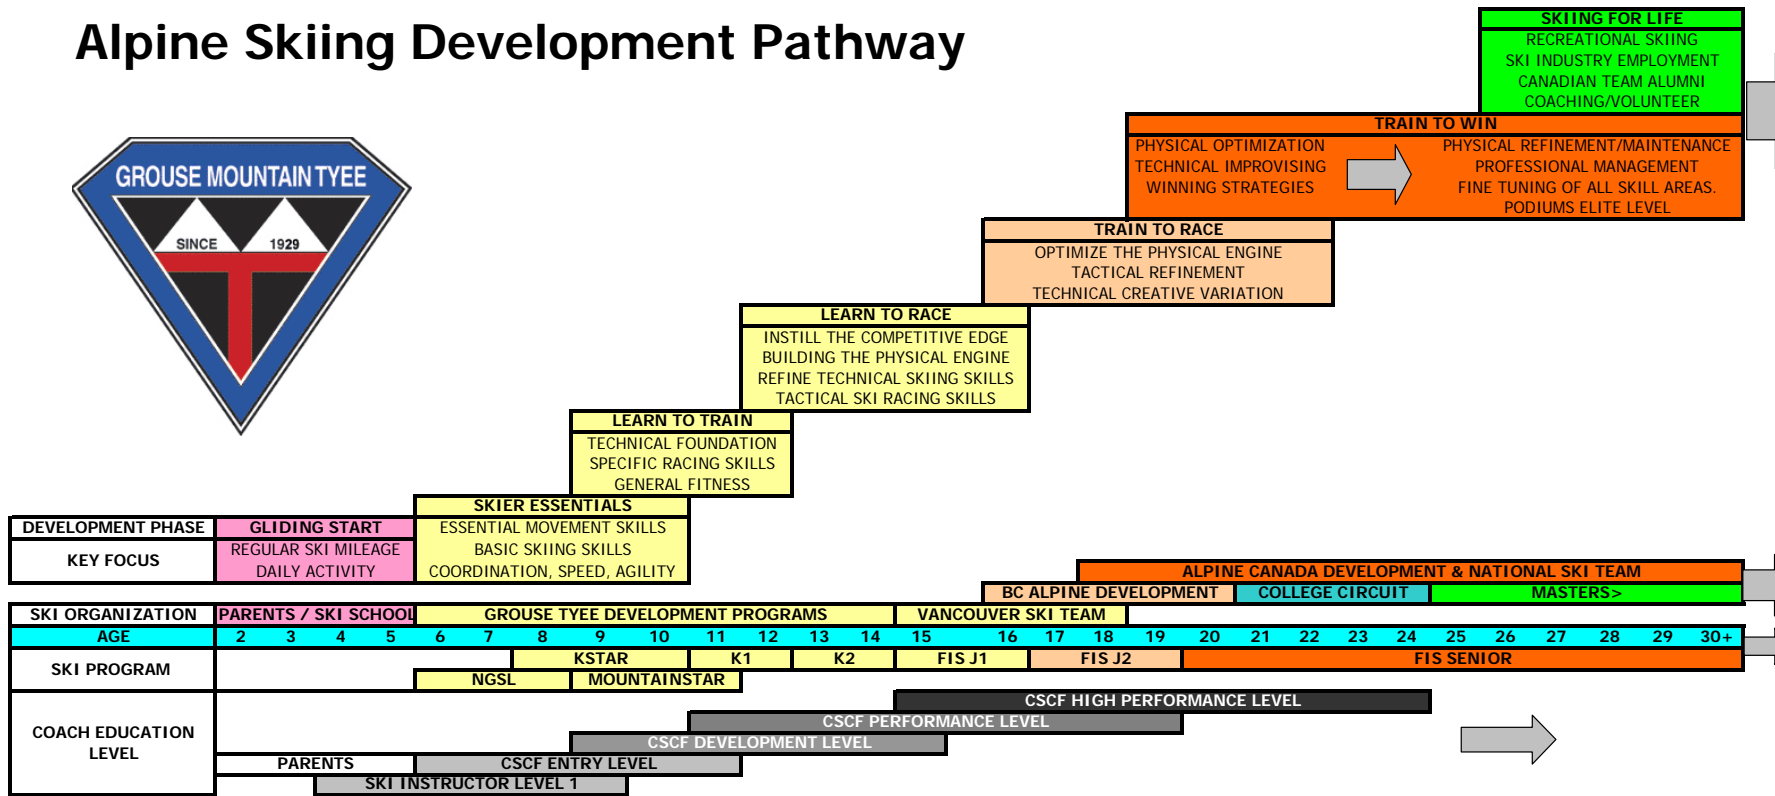 Alpine Skiing Development Pathway
GROUSE MOUNTAIN TYEE
SINCE 1929
SKIING FOR LIFE
RECREATIONAL SKIING
SKI INDUSTRY EMPLOYMENT
CANADIAN TEAM ALUMNI
COACHING/VOLUNTEER
TRAIN TO WIN
PHYSICAL OPTIMIZATION
TECHNICAL IMPROVISING
WINNING STRATEGIES
PHYSICAL REFINEMENT/MAINTENANCE
PROFESSIONAL MANAGEMENT
FINE TUNING OF ALL SKILL AREAS.
PODIUMS ELITE LEVEL
TRAIN TO RACE
OPTIMIZE THE PHYSICAL ENGINE
TACTICAL REFINEMENT
TECHNICAL CREATIVE VARIATION
LEARN TO RACE
INSTILL THE COMPETITIVE EDGE
BUILDING THE PHYSICAL ENGINE
REFINE TECHNICAL SKIING SKILLS
TACTICAL SKI RACING SKILLS
LEARN TO TRAIN
TECHNICAL FOUNDATION
SPECIFIC RACING SKILLS
GENERAL FITNESS
SKIER ESSENTIALS
ESSENTIAL MOVEMENT SKILLS
BASIC SKIING SKILLS
COORDINATION, SPEED, AGILITY
DEVELOPMENT PHASE
GLIDING START
KEY FOCUS
REGULAR SKI MILEAGE
DAILY ACTIVITY
ALPINE CANADA DEVELOPMENT & NATIONAL SKI TEAM
BC ALPINE DEVELOPMENT COLLEGE CIRCUIT MASTERS>
SKI ORGANIZATION PARENTS / SKI SCHOOL GROUSE TYEE DEVELOPMENT PROGRAMS VANCOUVER SKI TEAM
AGE 2 3 4 5 6 7 8 9 10 11 12 13 14 15 16 17 18 19 20 21 22 23 24 25 26 27 28 29 30+
SKI PROGRAM
KSTAR K1 K2 FIS J1 FIS J2 FIS SENIOR
NGSL MOUNTAINSTAR
COACH EDUCATION
LEVEL
CSCF HIGH PERFORMANCE LEVEL
CSCF PERFORMANCE LEVEL
CSCF DEVELOPMENT LEVEL
PARENTS CSCF ENTRY LEVEL
SKI INSTRUCTOR LEVEL 1